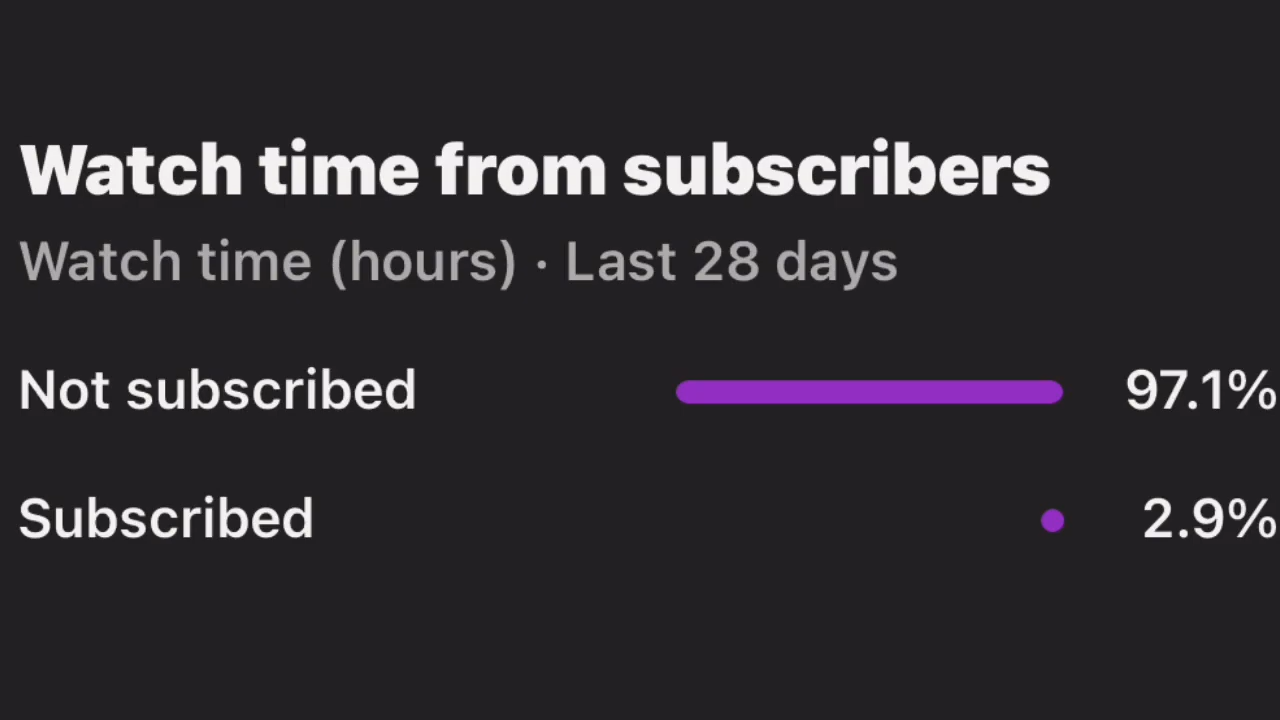 Watch time from subscribers
Watch time (hours) · Last 28 days
Not subscribed 97.1%
Subscribed 2.9%